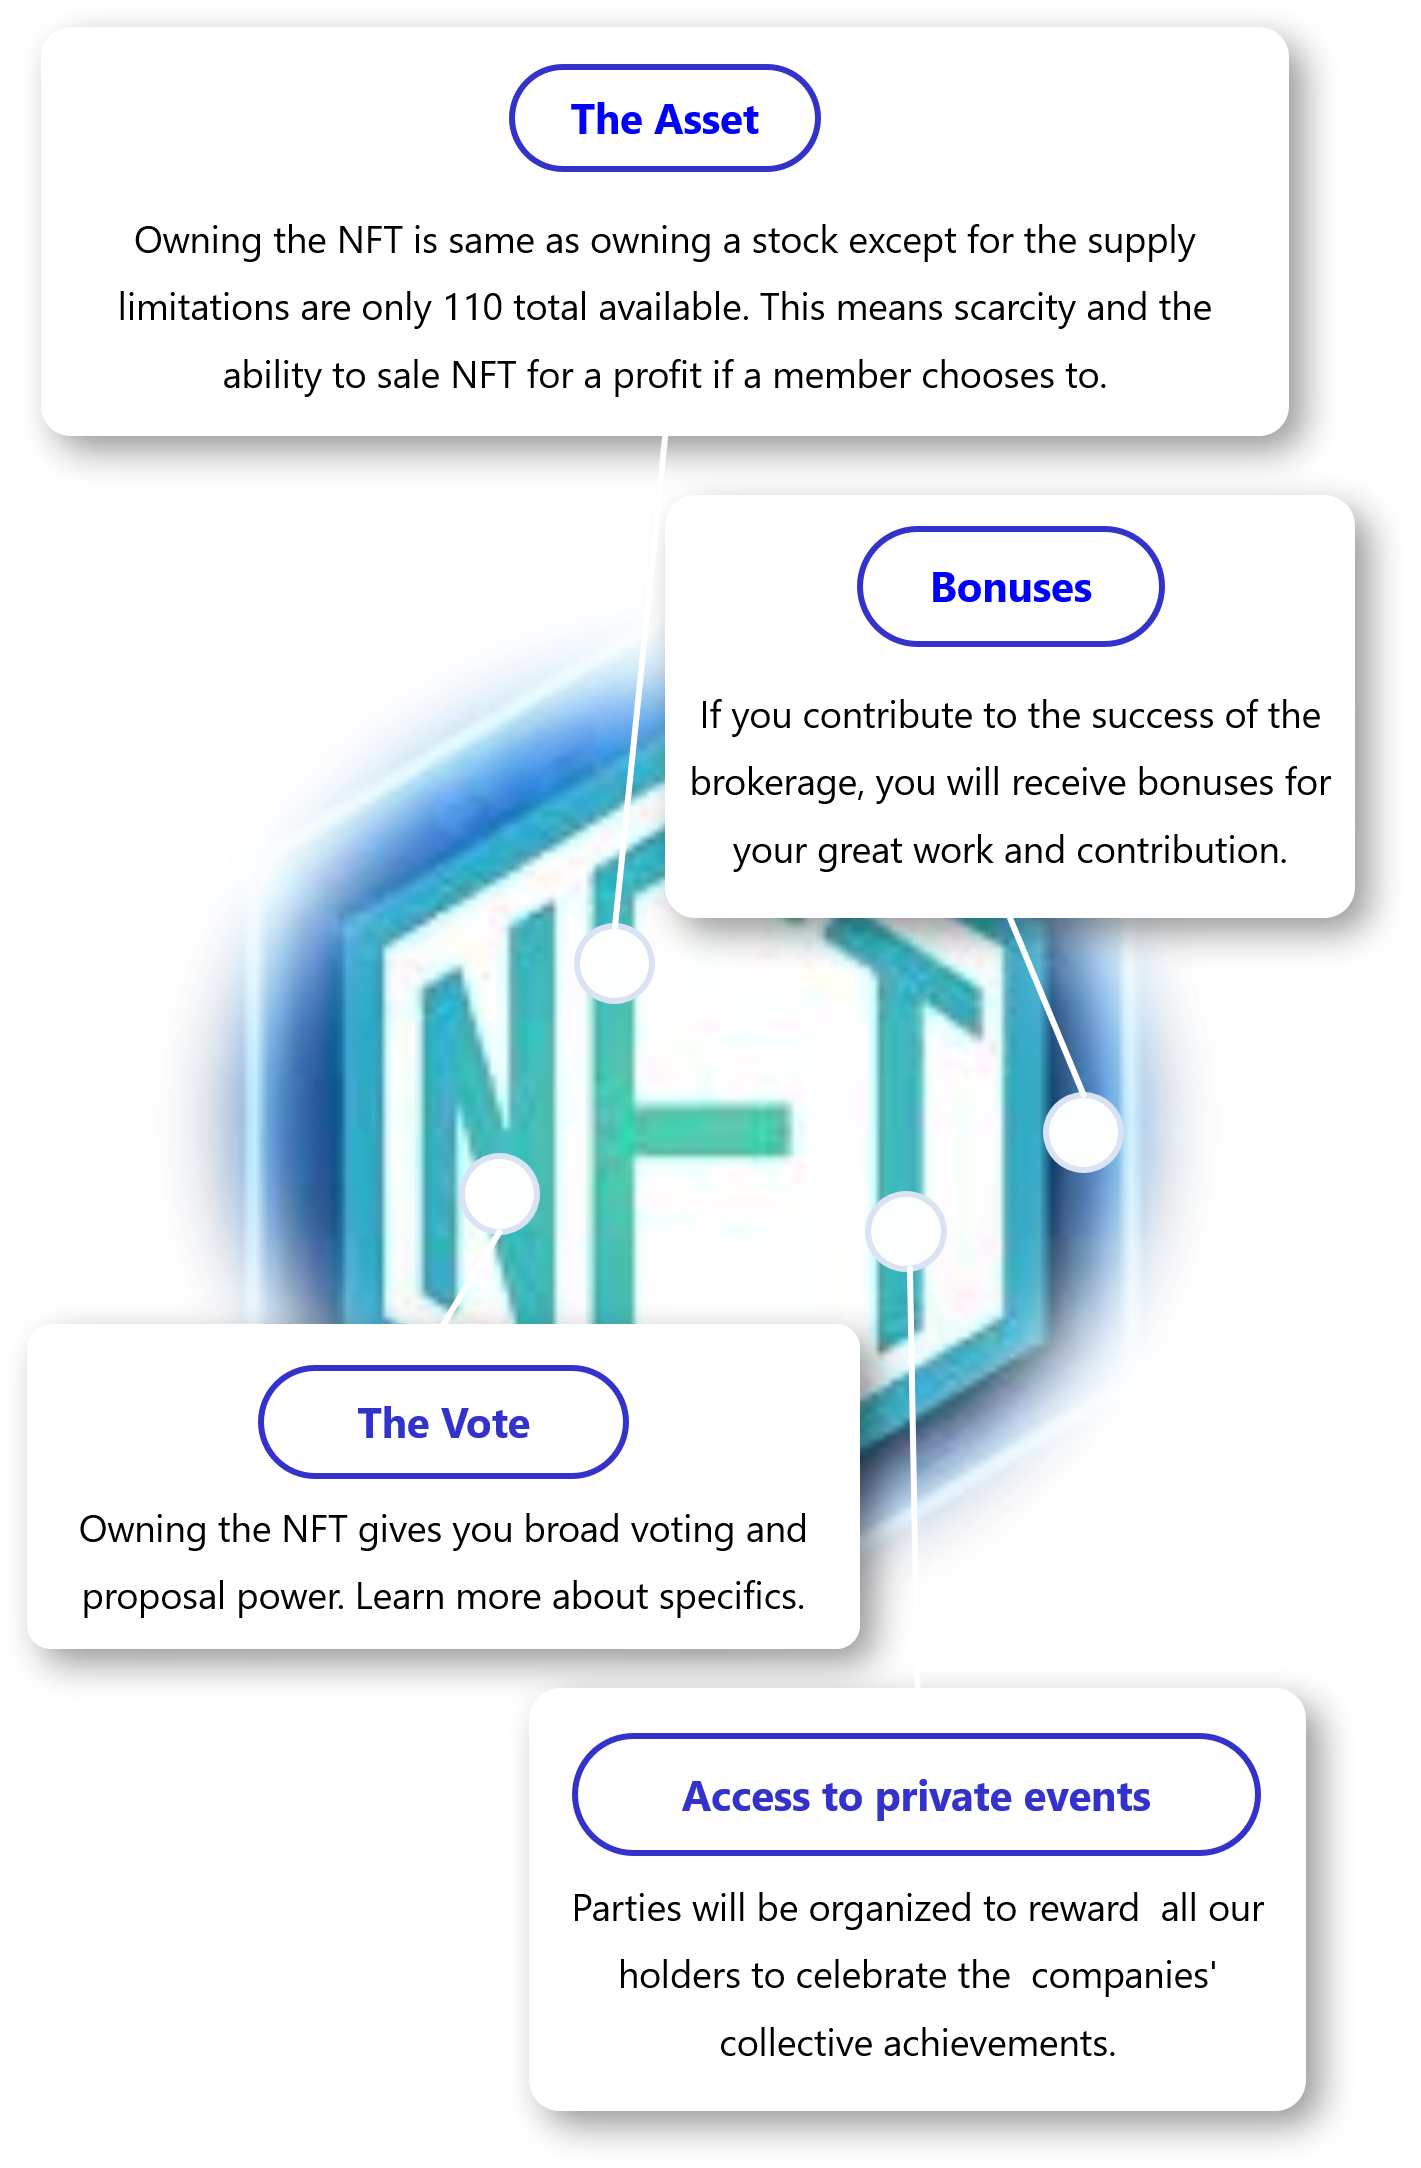 The Asset
Owning the NFT is same as owning a stock except for the supply
limitations are only 110 total available. This means scarcity and the
ability to sale NFT for a profit if a member chooses to.
Bonuses
If you contribute to the success of the
brokerage, you will receive bonuses for
your great work and contribution.
NFT
The Vote
Owning the NFT gives you broad voting and
proposal power. Learn more about specifics.
Access to private events
Parties will be organized to reward  all our
holders to celebrate the  companies'
collective achievements.